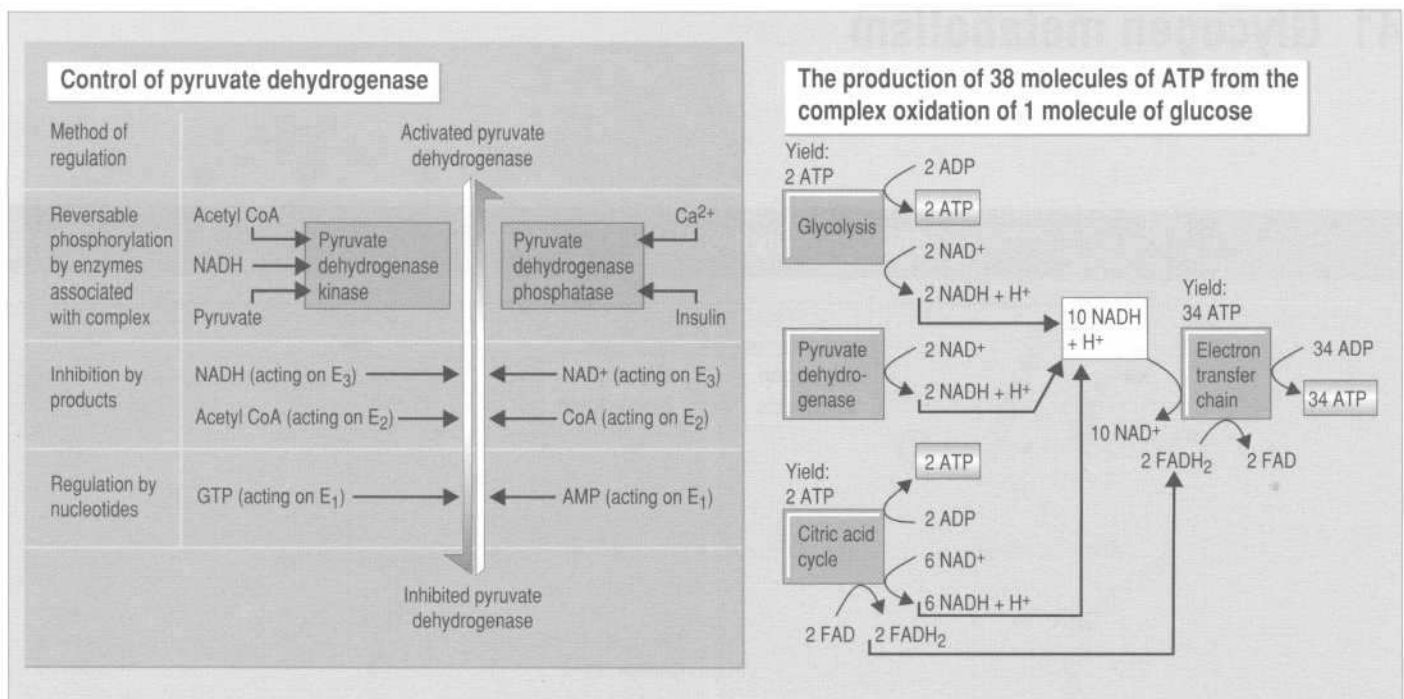 41 Glycogen metabolism
Control of pyruvate dehydrogenase
Method of
regulation
Activated pyruvate
dehydrogenase
Reversable
phosphorylation
by enzymes
associated
with complex
Acetyl CoA
NADH
Pyruvate
Pyruvate
dehydrogenase
kinase
Pyruvate
dehydrogenase
phosphatase
Ca²⁺
Insulin
Inhibition by
products
NADH (acting on E₃)
NAD⁺ (acting on E₃)
Acetyl CoA (acting on E₂)
CoA (acting on E₂)
Regulation by
nucleotides
GTP (acting on E₁)
AMP (acting on E₁)
Inhibited pyruvate
dehydrogenase
The production of 38 molecules of ATP from the
complex oxidation of 1 molecule of glucose
Yield:
2 ATP
Glycolysis
2 ADP
2 ATP
2 NAD⁺
2 NADH + H⁺
Pyruvate
dehydro-
genase
2 NAD⁺
2 NADH + H⁺
10 NADH
+ H⁺
Yield:
34 ATP
Electron
transfer
chain
34 ADP
34 ATP
10 NAD⁺
2 FADH₂
2 FAD
Yield:
2 ATP
Citric acid
cycle
2 ATP
2 ADP
6 NAD⁺
6 NADH + H⁺
2 FAD
2 FADH₂